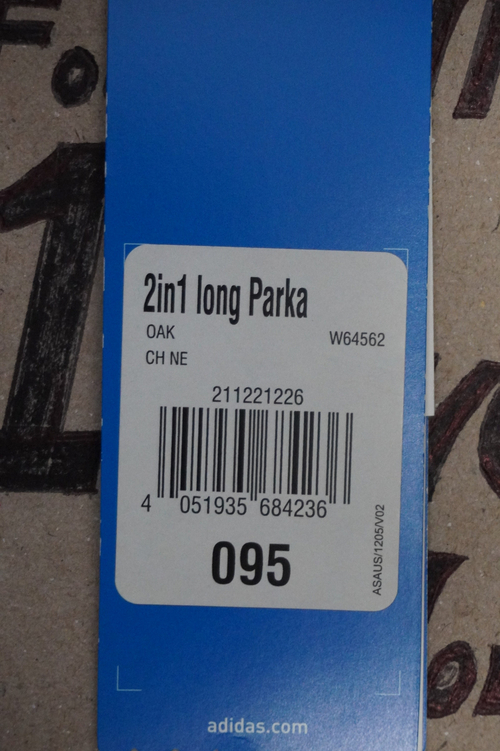 2in1 long Parka
OAK
W64562
CH NE
211221226
4 051935 684236
095
ASAUS/1205/V02
adidas.com